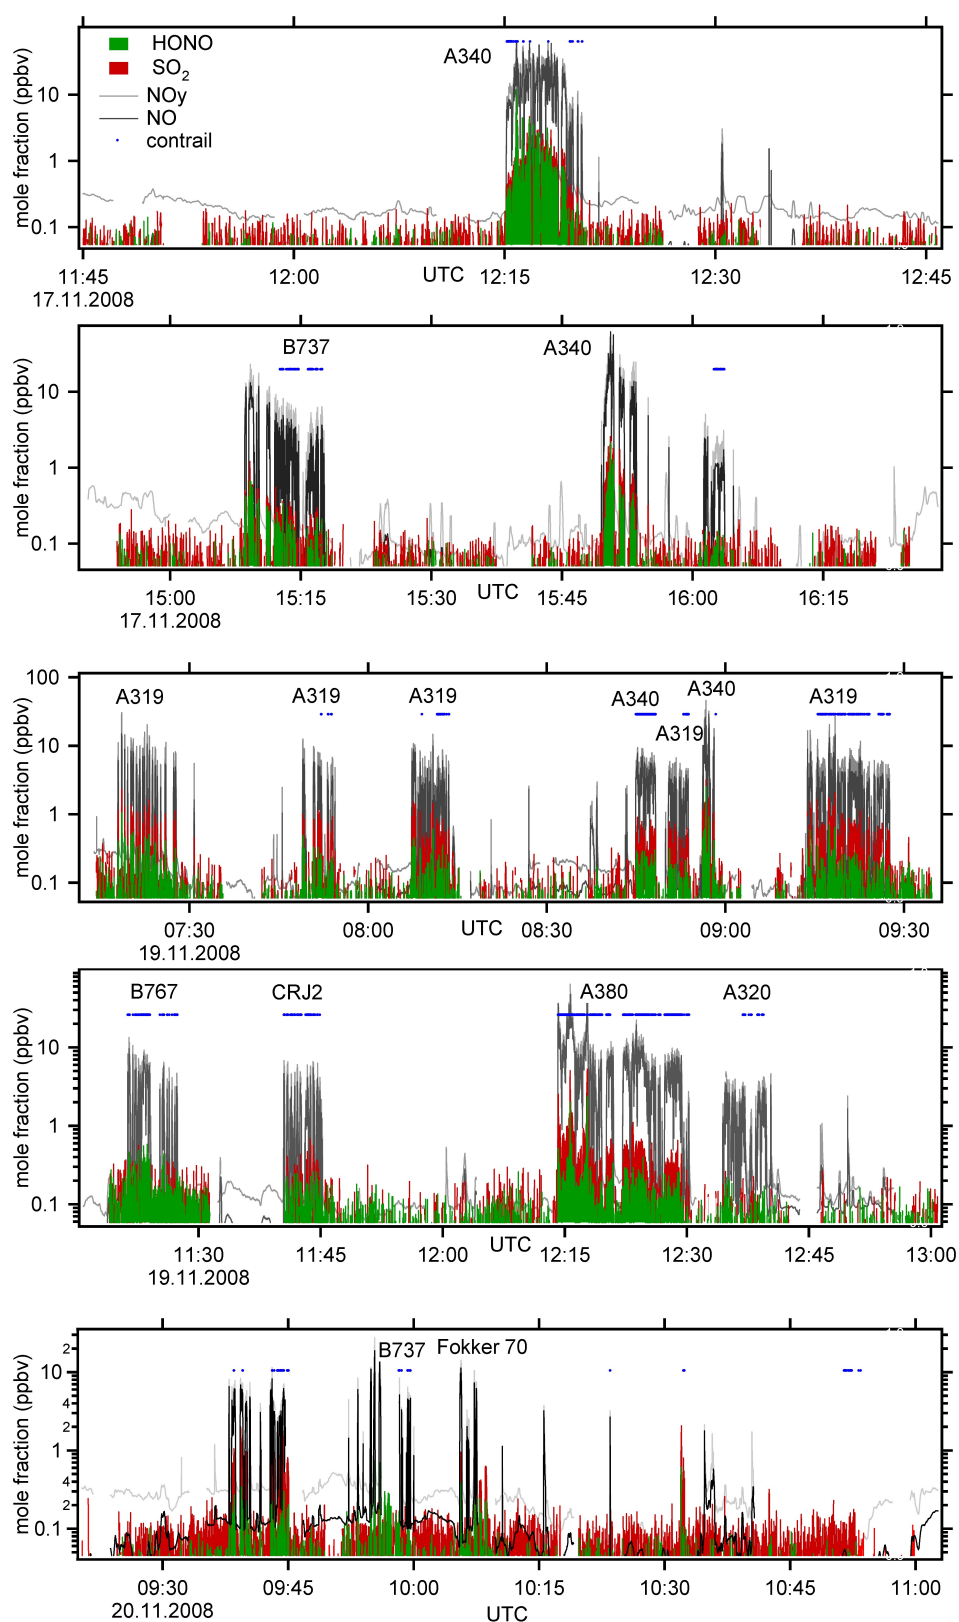 HONO
SO2
NOy
NO
contrail
A340
mole fraction (ppbv)
10
1
0.1
11:45 12:00 UTC 12:15 12:30 12:45
17.11.2008
B737 A340
mole fraction (ppbv)
10
1
0.1
15:00 15:15 15:30 UTC 15:45 16:00 16:15
17.11.2008
100
10
1
0.1
mole fraction (ppbv)
A319 A319 A319 A340 A340 A319
A319
07:30 08:00 UTC 08:30 09:00 09:30
19.11.2008
B767 CRJ2 A380 A320
mole fraction (ppbv)
10
1
0.1
11:30 11:45 12:00 UTC 12:15 12:30 12:45 13:00
19.11.2008
B737 Fokker 70
mole fraction (ppbv)
2
10
4
2
1
4
2
0.1
09:30 09:45 10:00 10:15 10:30 10:45 11:00
20.11.2008 UTC